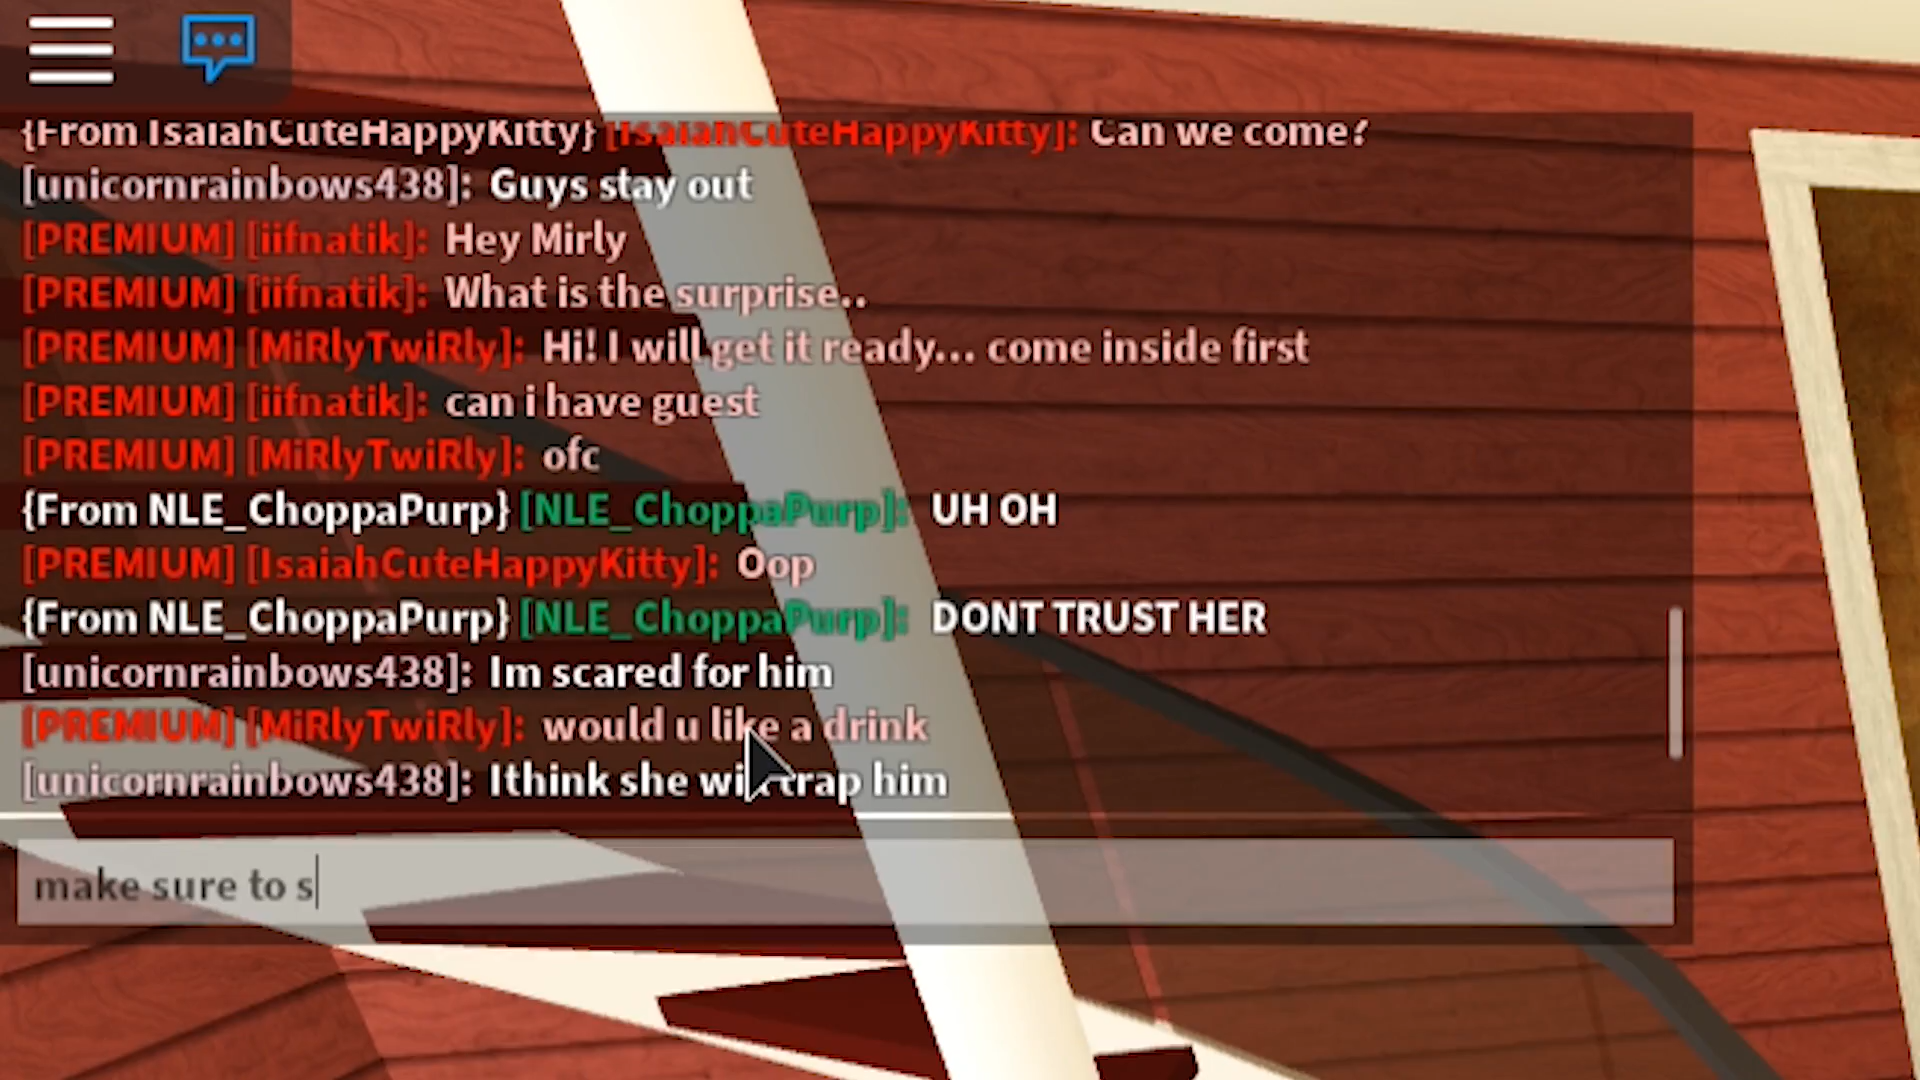 {From IsaiahCuteHappyKitty} [IsaiahCuteHappyKitty]: Can we come?
[unicornrainbows438]: Guys stay out
[PREMIUM] [iifnatik]: Hey Mirly
[PREMIUM] [iifnatik]: What is the surprise..
[PREMIUM] [MiRlyTwiRly]: Hi! I will get it ready... come inside first
[PREMIUM] [iifnatik]: can i have guest
[PREMIUM] [MiRlyTwiRly]: ofc
{From NLE_ChoppaPurp} [NLE_ChoppaPurp]: UH OH
[PREMIUM] [IsaiahCuteHappyKitty]: Oop
{From NLE_ChoppaPurp} [NLE_ChoppaPurp]: DONT TRUST HER
[unicornrainbows438]: Im scared for him
[PREMIUM] [MiRlyTwiRly]: would u like a drink
[unicornrainbows438]: Ithink she will trap him
make sure to s